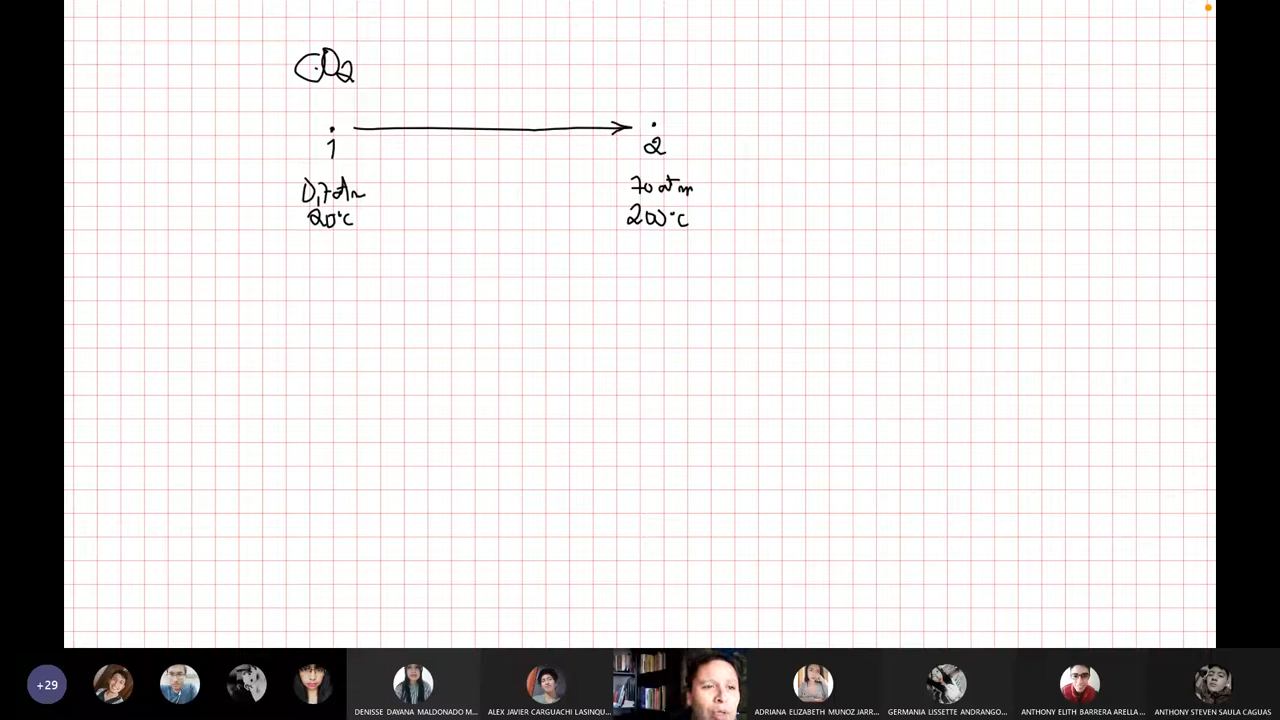 CO2
1
2
0,7 atm
70 atm
20°C
200°C
+29
DENISSE DAYANA MALDONADO M...
ALEX JAVIER CARGUACHI LASINQU...
ADRIANA ELIZABETH MUNOZ JARR...
GERMANIA LISSETTE ANDRANGO...
ANTHONY ELITH BARRERA ARELLA ...
ANTHONY STEVEN SAULA CAGUAS